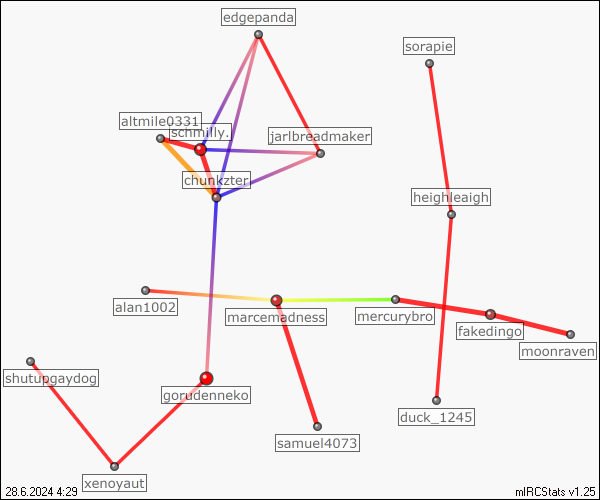 edgepanda
sorapie
altmile0331
schmilly.
jarlbreadmaker
chunkzter
heighleaigh
alan1002
marcemadness
mercurybro
fakedingo
moonraven
shutupgaydog
gorudenneko
duck_1245
samuel4073
xenoyaut
28.6.2024 4:29
mIRCStats v1.25